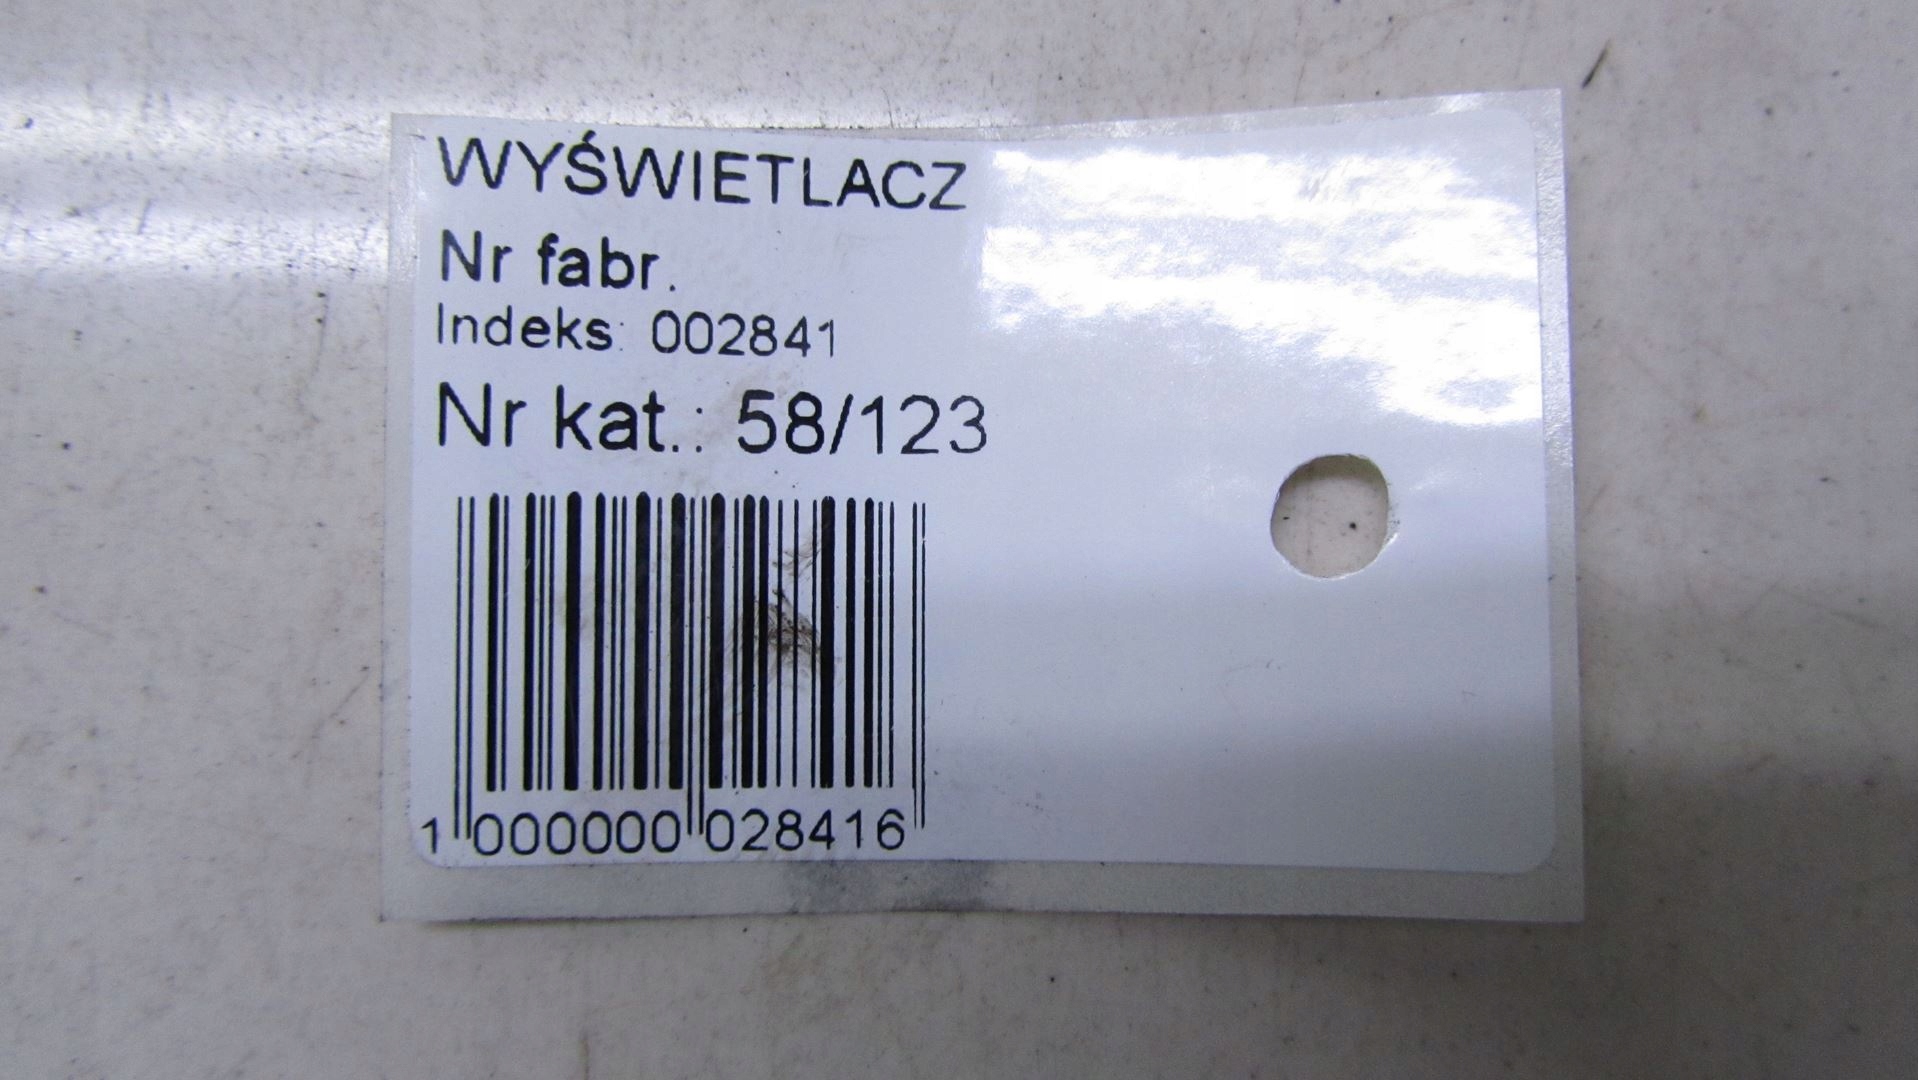 WYŚWIETLACZ
Nr fabr.
Indeks: 002841
Nr kat.: 58/123
1 000000 028416